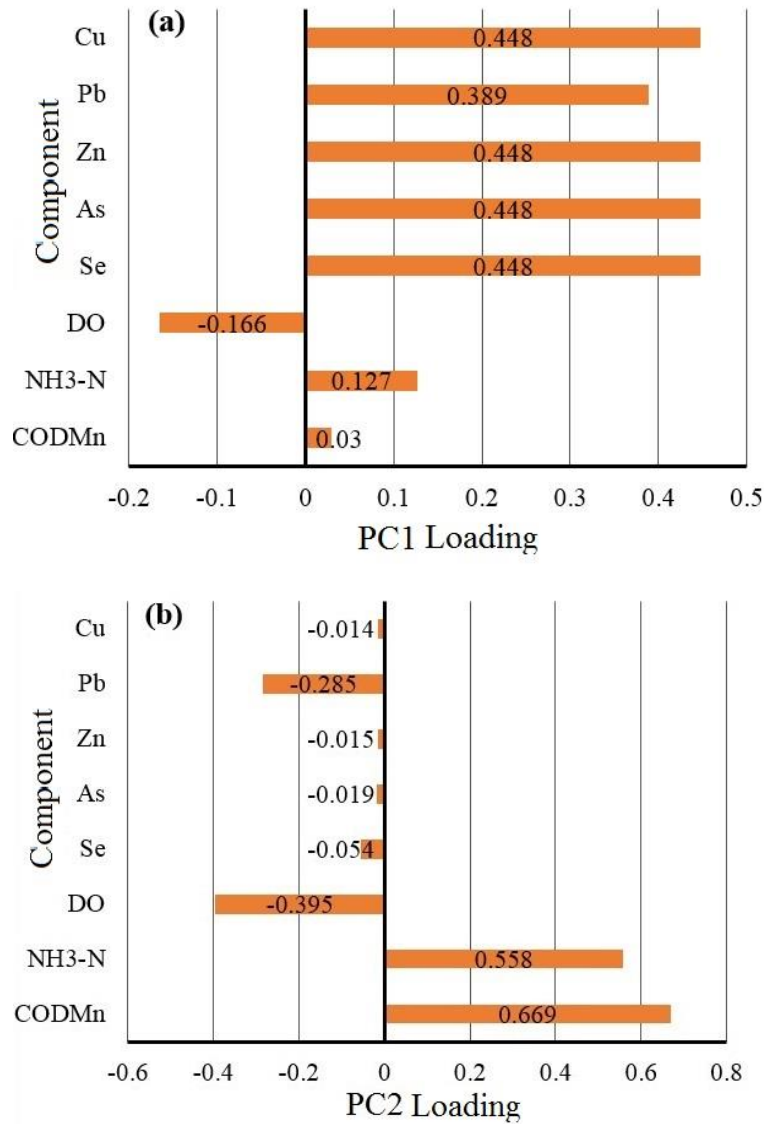 (a)
Cu 0.448
Pb 0.389
Zn 0.448
As 0.448
Se 0.448
DO -0.166
NH3-N 0.127
CODMn 0.03
Component
-0.2 -0.1 0 0.1 0.2 0.3 0.4 0.5
PC1 Loading
(b)
Cu -0.014
Pb -0.285
Zn -0.015
As -0.019
Se -0.054
DO -0.395
NH3-N 0.558
CODMn 0.669
Component
-0.6 -0.4 -0.2 0 0.2 0.4 0.6 0.8
PC2 Loading